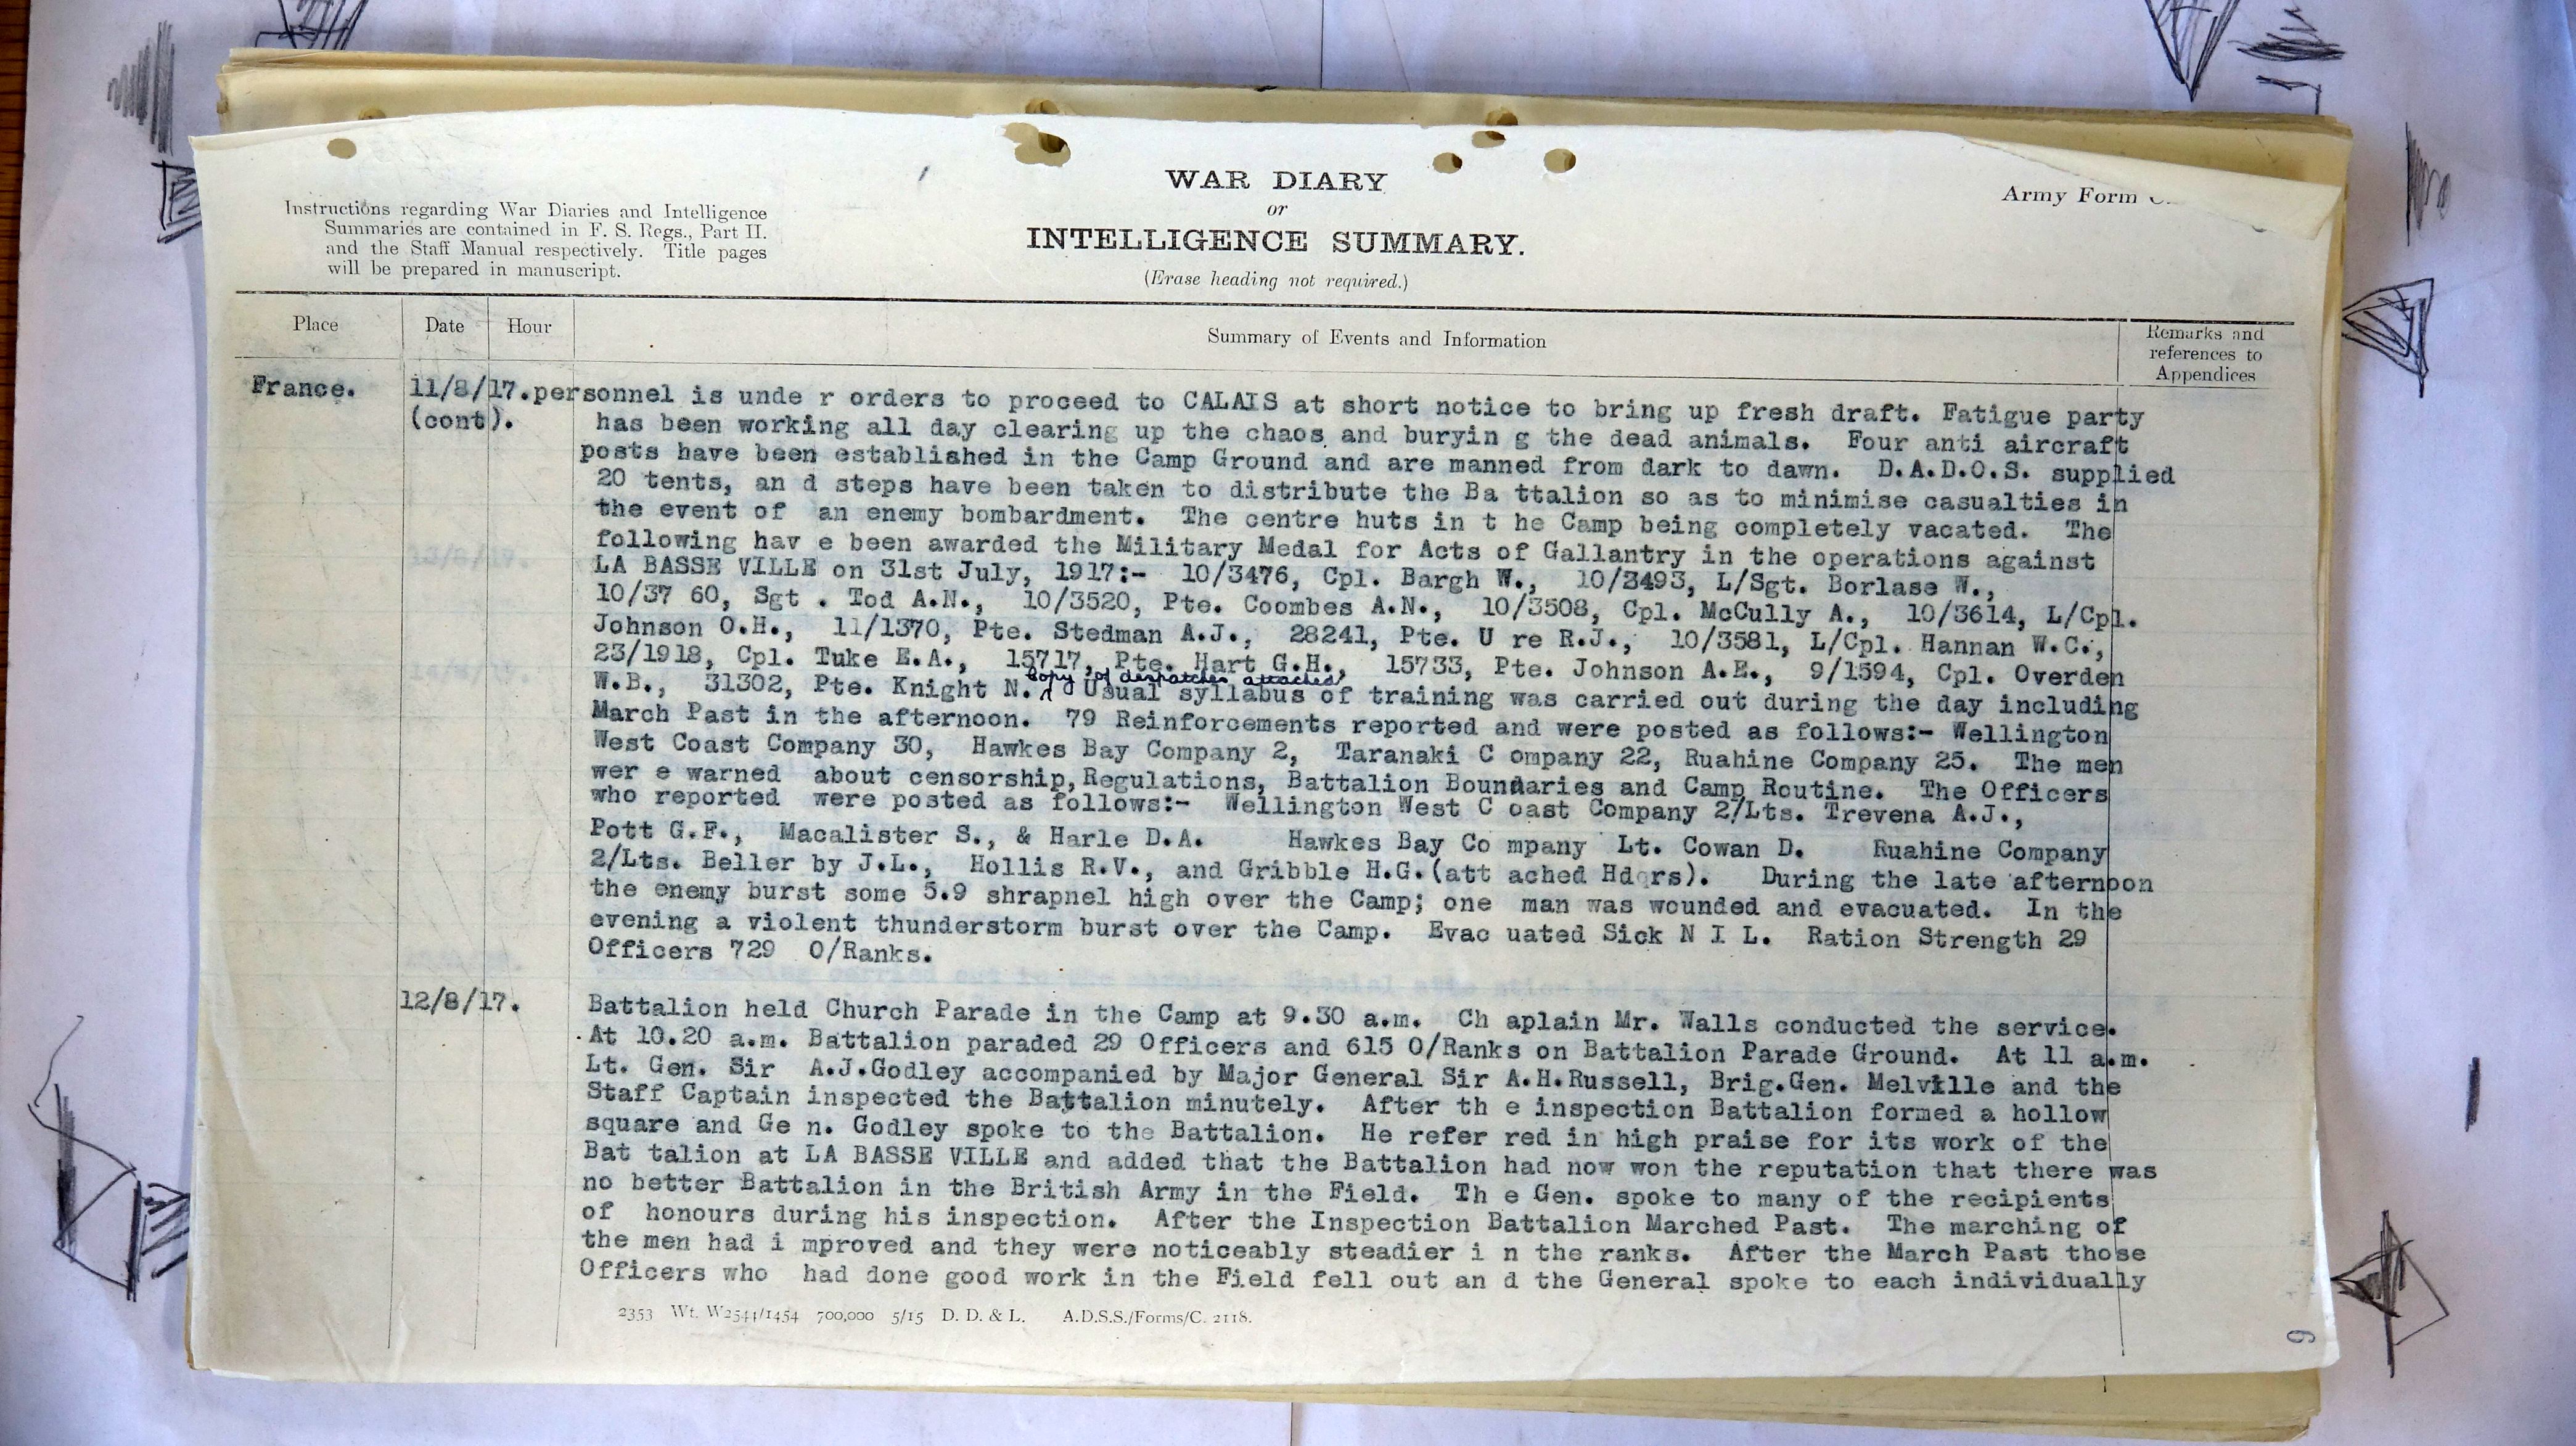 WAR DIARY
or
INTELLIGENCE SUMMARY.
(Erase heading not required.)
Army Form
Instructions regarding War Diaries and Intelligence
Summaries are contained in F. S. Regs., Part II.
and the Staff Manual respectively. Title pages
will be prepared in manuscript.
Place Date Hour Summary of Events and Information Remarks and
references to
Appendices
France. 11/8/17. personnel is unde r orders to proceed to CALAIS at short notice to bring up fresh draft. Fatigue party
(cont). has been working all day clearing up the chaos and buryin g the dead animals. Four anti aircraft
posts have been established in the Camp Ground and are manned from dark to dawn. D.A.D.O.S. supplied
20 tents, an d steps have been taken to distribute the Ba ttalion so as to minimise casualties in
the event of an enemy bombardment. The centre huts in t he Camp being completely vacated. The
following hav e been awarded the Military Medal for Acts of Gallantry in the operations against
LA BASSE VILLE on 31st July, 1917:- 10/3476, Cpl. Bargh W., 10/3493, L/Sgt. Borlase W.,
10/37 60, Sgt . Tod A.N., 10/3520, Pte. Coombes A.N., 10/3508, Cpl. McCully A., 10/3614, L/Cpl.
Johnson O.H., 11/1370, Pte. Stedman A.J., 28241, Pte. U re R.J., 10/3581, L/Cpl. Hannan W.C.,
23/1918, Cpl. Tuke E.A., 15717, Pte. Hart G.H., 15733, Pte. Johnson A.E., 9/1594, Cpl. Overden
Copy of despatches attached
W.B., 31302, Pte. Knight N. Usual syllabus of training was carried out during the day including
March Past in the afternoon. 79 Reinforcements reported and were posted as follows:- Wellington
West Coast Company 30, Hawkes Bay Company 2, Taranaki C ompany 22, Ruahine Company 25. The men
wer e warned about censorship, Regulations, Battalion Boundaries and Camp Routine. The Officers
who reported were posted as follows:- Wellington West C oast Company 2/Lts. Trevena A.J.,
Pott G.F., Macalister S., & Harle D.A. Hawkes Bay Co mpany Lt. Cowan D. Ruahine Company
2/Lts. Beller by J.L., Hollis R.V., and Gribble H.G.(att ached Hdqrs). During the late afternoon
the enemy burst some 5.9 shrapnel high over the Camp; one man was wounded and evacuated. In the
evening a violent thunderstorm burst over the Camp. Evac uated Sick N I L. Ration Strength 29
Officers 729 O/Ranks.
12/8/17. Battalion held Church Parade in the Camp at 9.30 a.m. Ch aplain Mr. Walls conducted the service.
At 10.20 a.m. Battalion paraded 29 Officers and 615 O/Ranks on Battalion Parade Ground. At 11 a.m.
Lt. Gen. Sir A.J.Godley accompanied by Major General Sir A.H.Russell, Brig.Gen. Melville and the
Staff Captain inspected the Battalion minutely. After th e inspection Battalion formed a hollow
square and Ge n. Godley spoke to the Battalion. He refer red in high praise for its work of the
Bat talion at LA BASSE VILLE and added that the Battalion had now won the reputation that there was
no better Battalion in the British Army in the Field. Th e Gen. spoke to many of the recipients
of honours during his inspection. After the Inspection Battalion Marched Past. The marching of
the men had i mproved and they were noticeably steadier i n the ranks. After the March Past those
Officers who had done good work in the Field fell out an d the General spoke to each individually
2353 Wt. W2544/1454 700,000 5/15 D. D. & L. A.D.S.S./Forms/C. 2118.
9